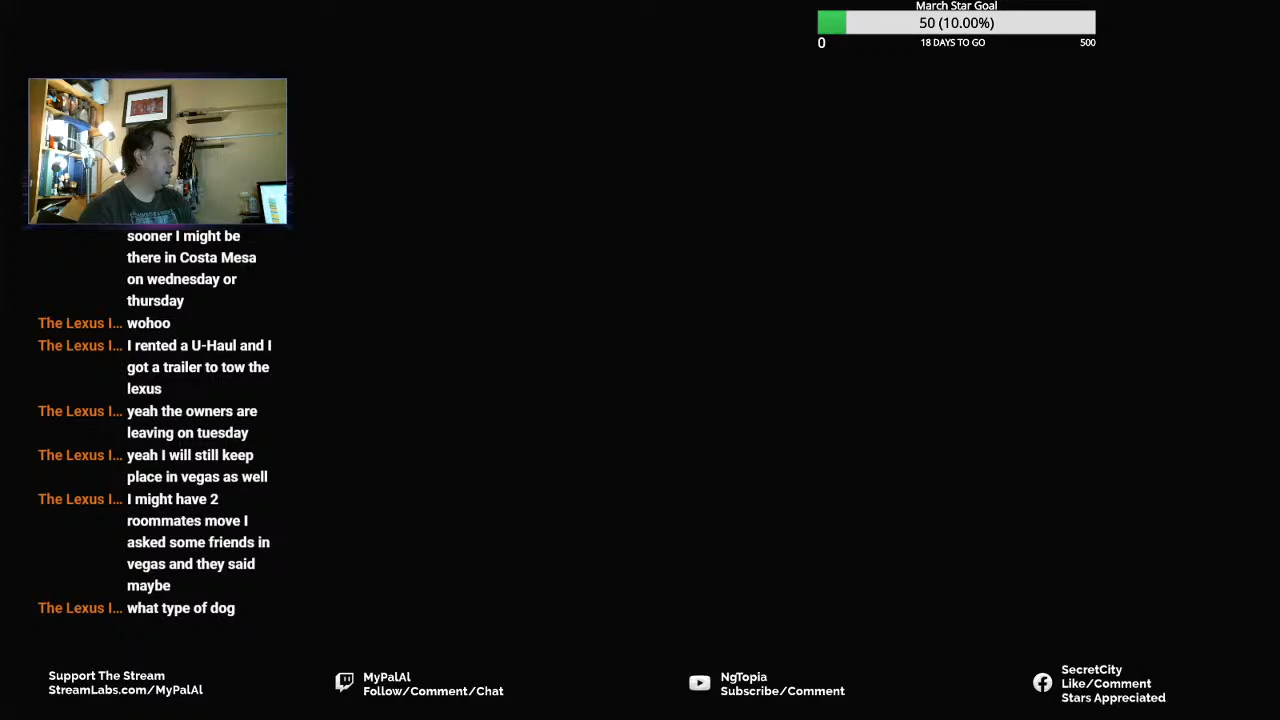 March Star Goal
50 (10.00%)
0 18 DAYS TO GO 500
sooner I might be
there in Costa Mesa
on wednesday or
thursday
The Lexus I... wohoo
The Lexus I... I rented a U-Haul and I
got a trailer to tow the
lexus
The Lexus I... yeah the owners are
leaving on tuesday
The Lexus I... yeah I will still keep
place in vegas as well
The Lexus I... I might have 2
roommates move I
asked some friends in
vegas and they said
maybe
The Lexus I... what type of dog
Support The Stream
StreamLabs.com/MyPalAl
MyPalAl
Follow/Comment/Chat
NgTopia
Subscribe/Comment
SecretCity
Like/Comment
Stars Appreciated